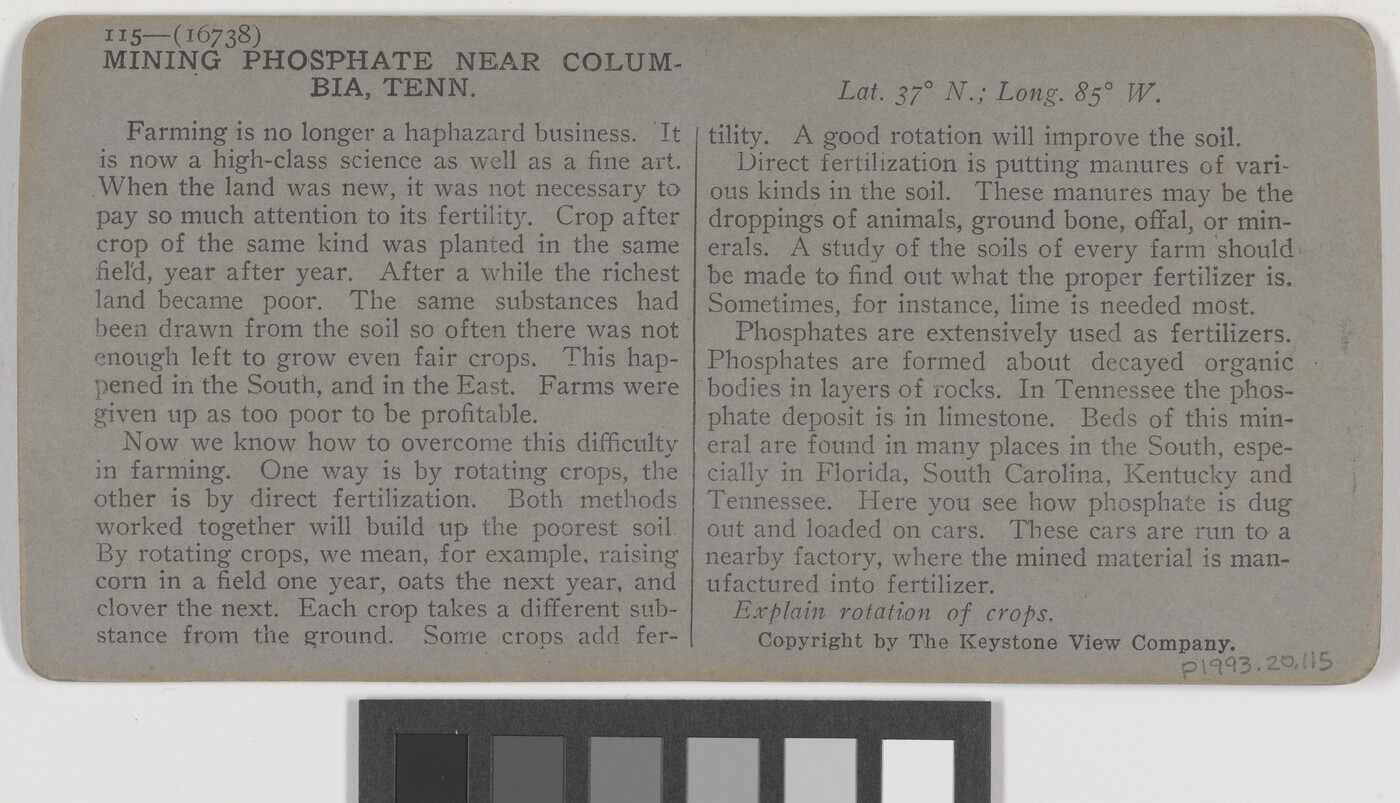 115—(16738)
MINING PHOSPHATE NEAR COLUM-
BIA, TENN.
Lat. 37° N.; Long. 85° W.
Farming is no longer a haphazard business. It
is now a high-class science as well as a fine art.
When the land was new, it was not necessary to
pay so much attention to its fertility. Crop after
crop of the same kind was planted in the same
field, year after year. After a while the richest
land became poor. The same substances had
been drawn from the soil so often there was not
enough left to grow even fair crops. This hap-
pened in the South, and in the East. Farms were
given up as too poor to be profitable.
Now we know how to overcome this difficulty
in farming. One way is by rotating crops, the
other is by direct fertilization. Both methods
worked together will build up the poorest soil.
By rotating crops, we mean, for example, raising
corn in a field one year, oats the next year, and
clover the next. Each crop takes a different sub-
stance from the ground. Some crops add fer-
tility. A good rotation will improve the soil.
Direct fertilization is putting manures of vari-
ous kinds in the soil. These manures may be the
droppings of animals, ground bone, offal, or min-
erals. A study of the soils of every farm should
be made to find out what the proper fertilizer is.
Sometimes, for instance, lime is needed most.
Phosphates are extensively used as fertilizers.
Phosphates are formed about decayed organic
bodies in layers of rocks. In Tennessee the phos-
phate deposit is in limestone. Beds of this min-
eral are found in many places in the South, espe-
cially in Florida, South Carolina, Kentucky and
Tennessee. Here you see how phosphate is dug
out and loaded on cars. These cars are run to a
nearby factory, where the mined material is man-
ufactured into fertilizer.
Explain rotation of crops.
Copyright by The Keystone View Company.
P1993.20.115